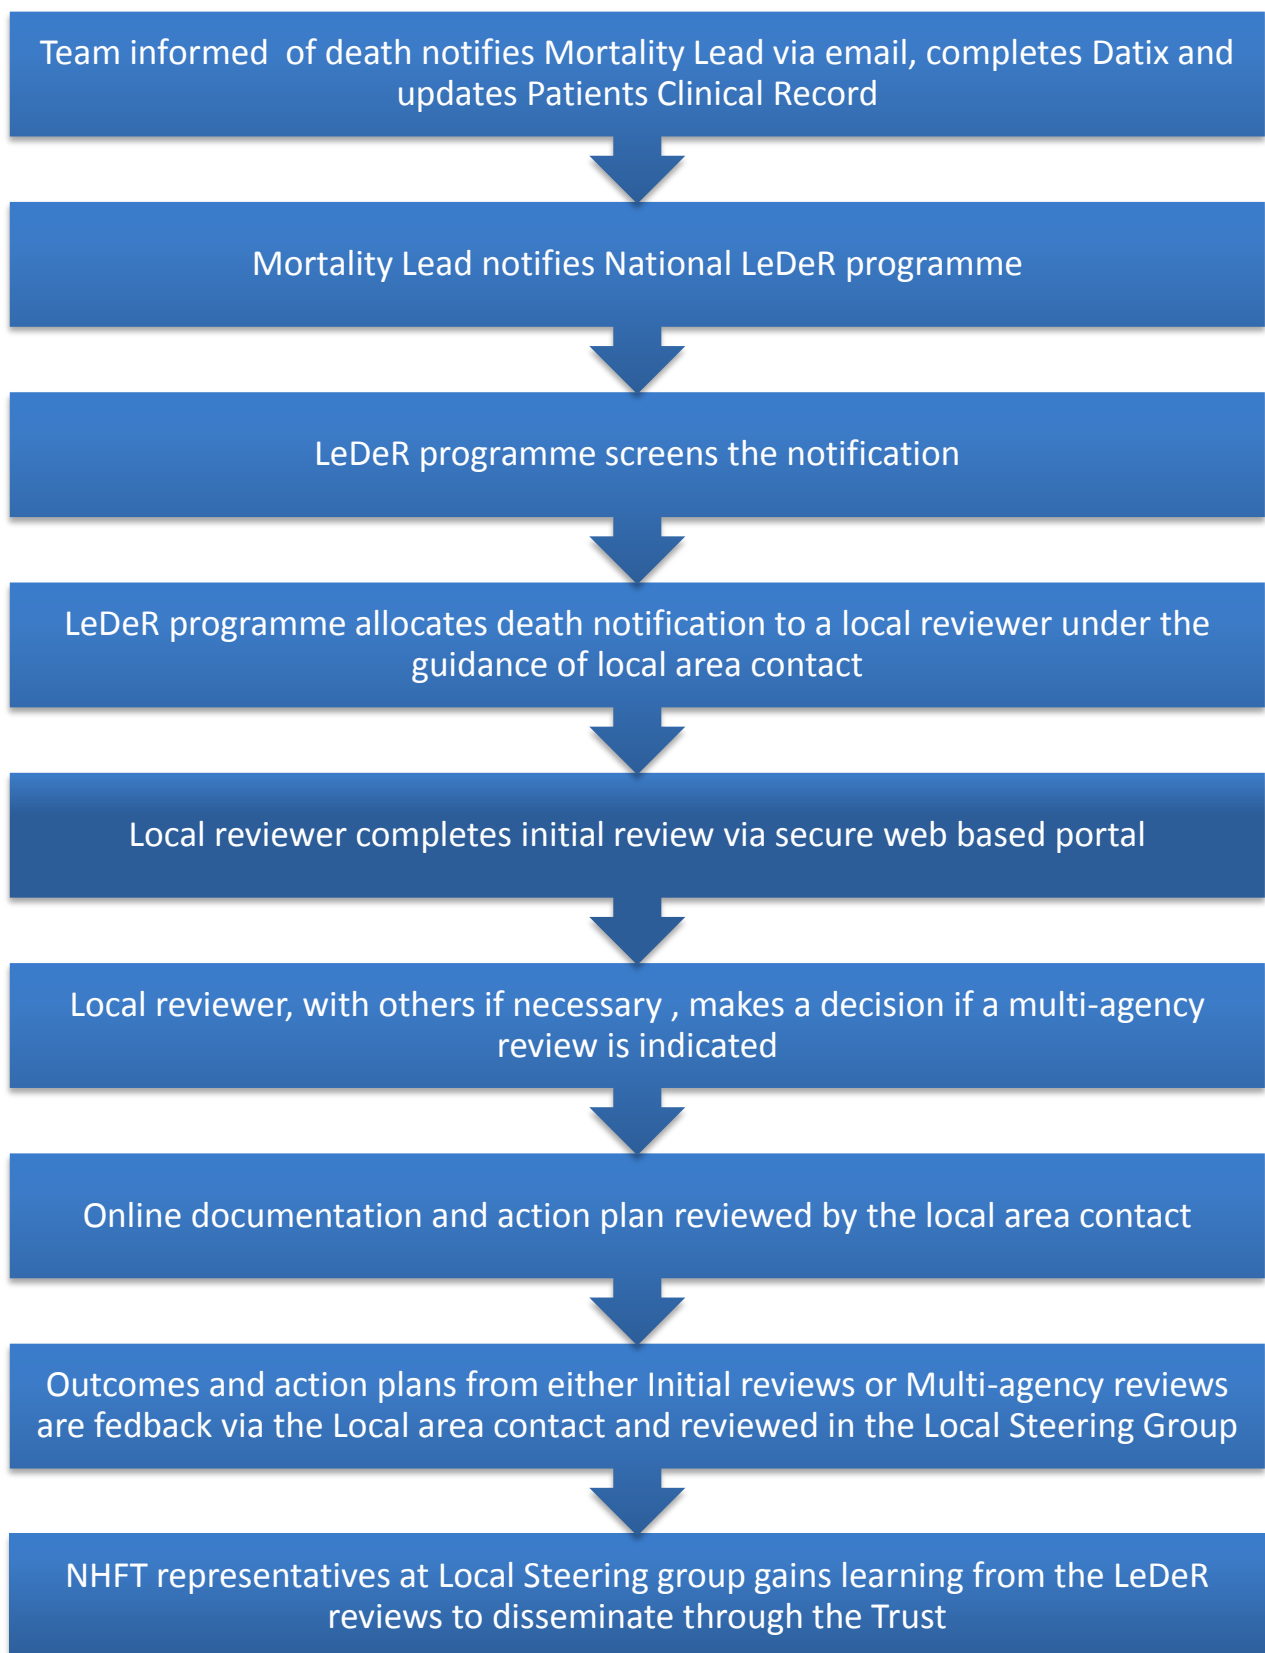 Team informed  of death notifies Mortality Lead via email, completes Datix and
updates Patients Clinical Record
Mortality Lead notifies National LeDeR programme
LeDeR programme screens the notification
LeDeR programme allocates death notification to a local reviewer under the
guidance of local area contact
Local reviewer completes initial review via secure web based portal
Local reviewer, with others if necessary , makes a decision if a multi-agency
review is indicated
Online documentation and action plan reviewed by the local area contact
Outcomes and action plans from either Initial reviews or Multi-agency reviews
are fedback via the Local area contact and reviewed in the Local Steering Group
NHFT representatives at Local Steering group gains learning from the LeDeR
reviews to disseminate through the Trust